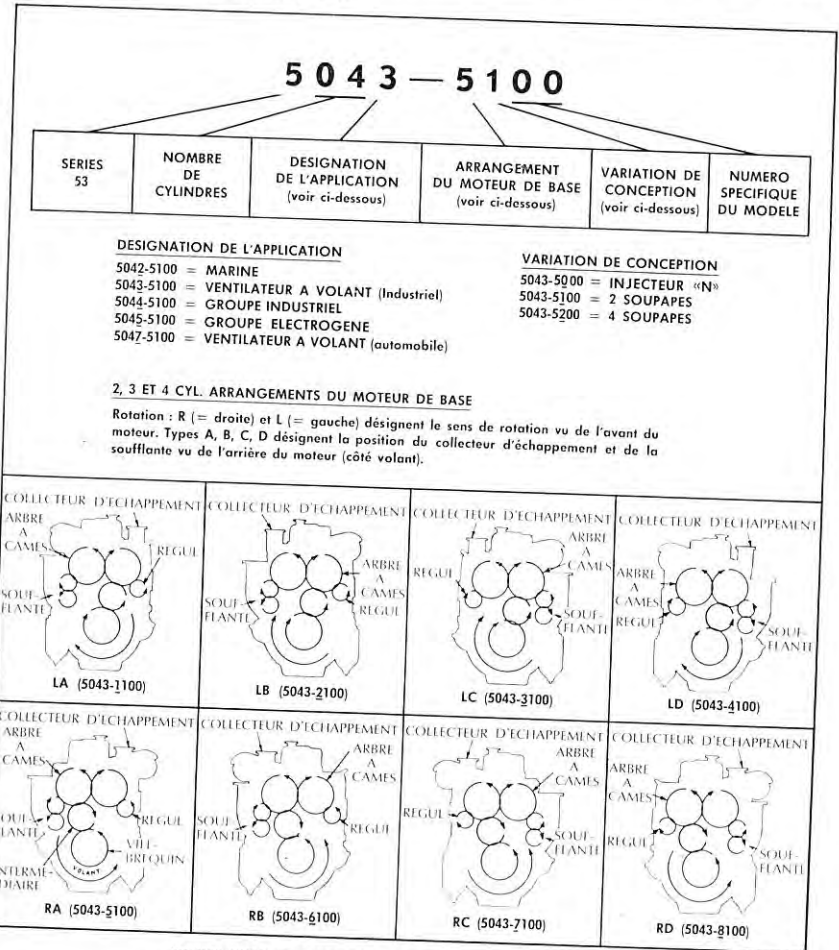 5043—5100
SERIES 53
NOMBRE DE CYLINDRES
DESIGNATION DE L'APPLICATION (voir ci-dessous)
ARRANGEMENT DU MOTEUR DE BASE (voir ci-dessous)
VARIATION DE CONCEPTION (voir ci-dessous)
NUMERO SPECIFIQUE DU MODELE
DESIGNATION DE L'APPLICATION
5042-5100 = MARINE
5043-5100 = VENTILATEUR A VOLANT (Industriel)
5044-5100 = GROUPE INDUSTRIEL
5045-5100 = GROUPE ELECTROGENE
5047-5100 = VENTILATEUR A VOLANT (automobile)
VARIATION DE CONCEPTION
5043-5000 = INJECTEUR «N»
5043-5100 = 2 SOUPAPES
5043-5200 = 4 SOUPAPES
2, 3 ET 4 CYL. ARRANGEMENTS DU MOTEUR DE BASE
Rotation : R (= droite) et L (= gauche) désignent le sens de rotation vu de l'avant du
moteur. Types A, B, C, D désignent la position du collecteur d'échappement et de la
soufflante vu de l'arrière du moteur (côté volant).
COLLECTEUR D'ECHAPPEMENT
ARBRE
A
CAMES
REGUL
SOUF-
FLANTE
LA (5043-1100)
COLLECTEUR D'ECHAPPEMENT
ARBRE
A
CAMES
SOUF-
FLANTE
REGUL
LB (5043-2100)
COLLECTEUR D'ECHAPPEMENT
ARBRE
A
CAMES
REGUL
SOUF-
FLANTE
LC (5043-3100)
COLLECTEUR D'ECHAPPEMENT
ARBRE
A
CAMES
REGUL
SOUF-
FLANTE
LD (5043-4100)
COLLECTEUR D'ECHAPPEMENT
ARBRE
A
CAMES
SOUF-
FLANTE
REGUL
VILE-
BREQUIN
VOLANT
INTERME-
DIAIRE
RA (5043-5100)
COLLECTEUR D'ECHAPPEMENT
ARBRE
A
CAMES
SOUF-
FLANTE
REGUL
RB (5043-6100)
COLLECTEUR D'ECHAPPEMENT
ARBRE
A
CAMES
REGUL
SOUF-
FLANTE
RC (5043-7100)
COLLECTEUR D'ECHAPPEMENT
ARBRE
A
CAMES
REGUL
SOUF-
FLANTE
RD (5043-8100)